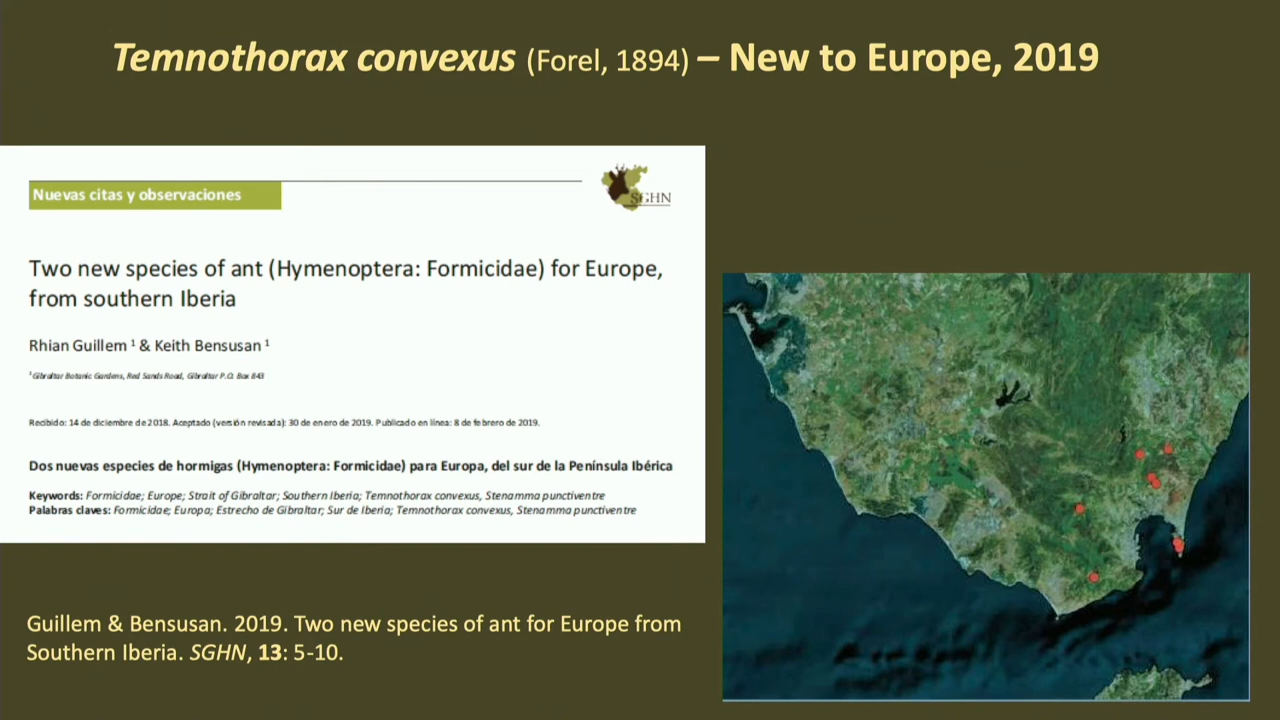 Temnothorax convexus (Forel, 1894) – New to Europe, 2019
Nuevas citas y observaciones
SGHN
Two new species of ant (Hymenoptera: Formicidae) for Europe,
from southern Iberia
Rhian Guillem ¹ & Keith Bensusan ¹
¹ Gibraltar Botanic Gardens, Red Sands Road, Gibraltar P.O. Box 843
Recibido: 14 de diciembre de 2018. Aceptado (versión revisada): 30 de enero de 2019. Publicado en línea: 8 de febrero de 2019.
Dos nuevas especies de hormigas (Hymenoptera: Formicidae) para Europa, del sur de la Península Ibérica
Keywords: Formicidae; Europe; Strait of Gibraltar; Southern Iberia; Temnothorax convexus, Stenamma punctiventre
Palabras claves: Formicidae; Europa; Estrecho de Gibraltar; Sur de Iberia; Temnothorax convexus, Stenamma punctiventre
Guillem & Bensusan. 2019. Two new species of ant for Europe from
Southern Iberia. SGHN, 13: 5-10.